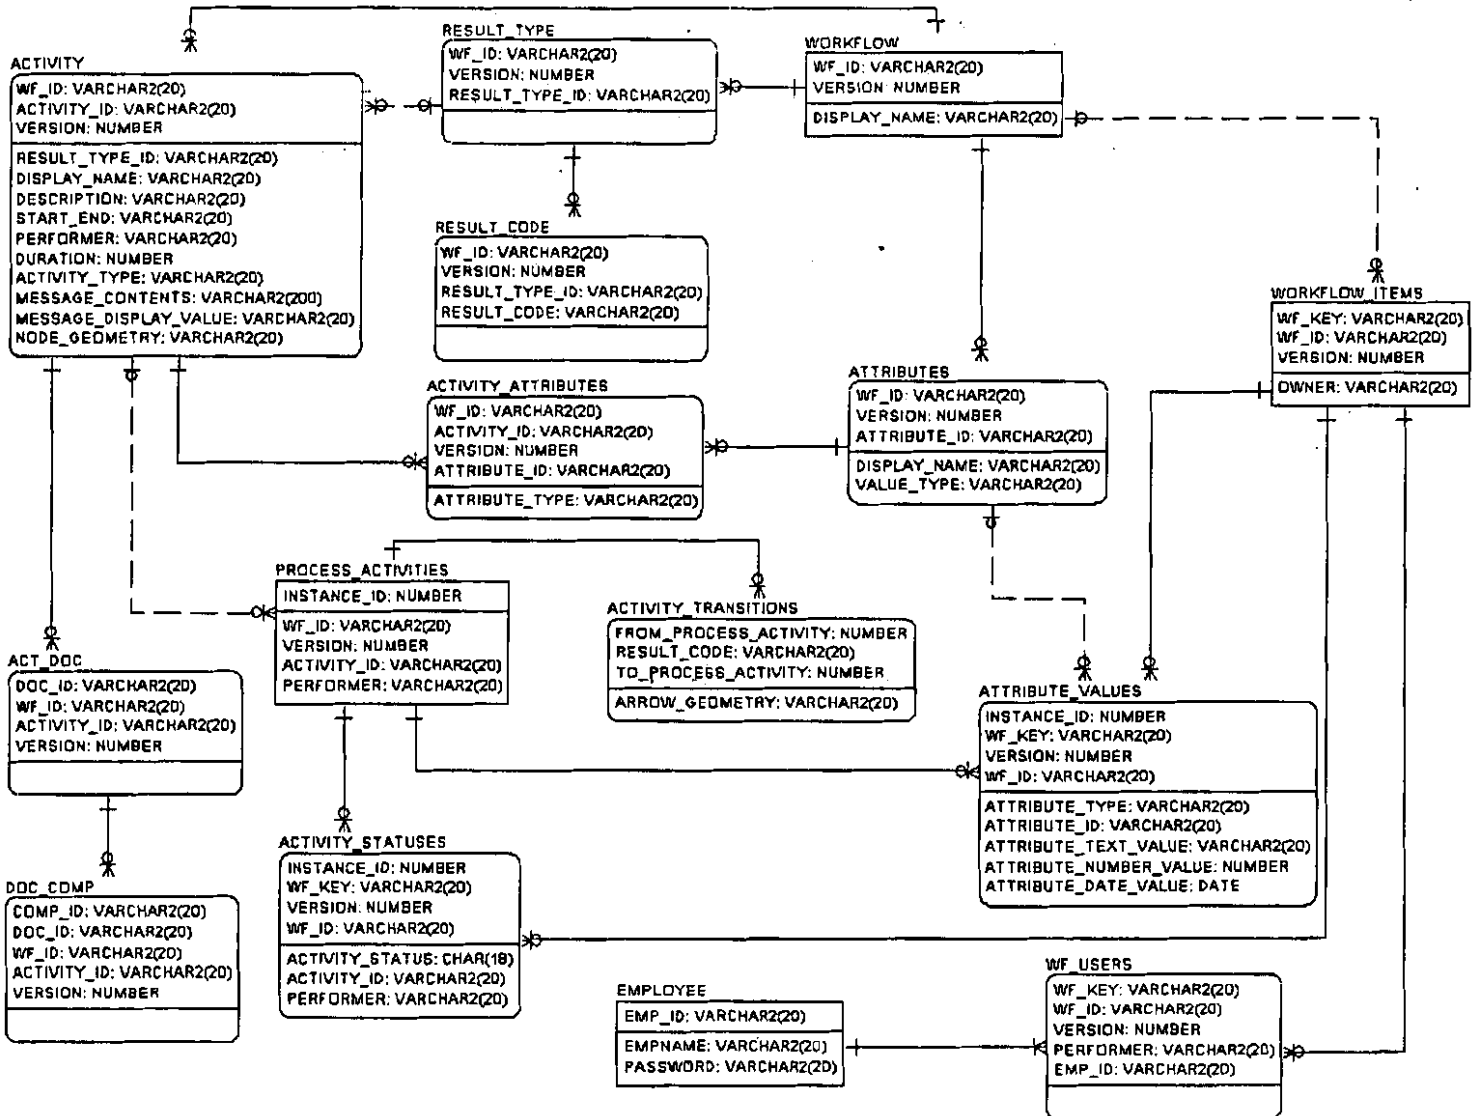 RESULT_TYPE
WF_ID: VARCHAR2(20)
VERSION: NUMBER
RESULT_TYPE_ID: VARCHAR2(20)
WORKFLOW
WF_ID: VARCHAR2(20)
VERSION: NUMBER
DISPLAY_NAME: VARCHAR2(20)
ACTIVITY
WF_ID: VARCHAR2(20)
ACTIVITY_ID: VARCHAR2(20)
VERSION: NUMBER
RESULT_TYPE_ID: VARCHAR2(20)
DISPLAY_NAME: VARCHAR2(20)
DESCRIPTION: VARCHAR2(20)
START_END: VARCHAR2(20)
PERFORMER: VARCHAR2(20)
DURATION: NUMBER
ACTIVITY_TYPE: VARCHAR2(20)
MESSAGE_CONTENTS: VARCHAR2(200)
MESSAGE_DISPLAY_VALUE: VARCHAR2(20)
NODE_GEOMETRY: VARCHAR2(20)
RESULT_CODE
WF_ID: VARCHAR2(20)
VERSION: NUMBER
RESULT_TYPE_ID: VARCHAR2(20)
RESULT_CODE: VARCHAR2(20)
WORKFLOW_ITEMS
WF_KEY: VARCHAR2(20)
WF_ID: VARCHAR2(20)
VERSION: NUMBER
OWNER: VARCHAR2(20)
ACTIVITY_ATTRIBUTES
WF_ID: VARCHAR2(20)
ACTIVITY_ID: VARCHAR2(20)
VERSION: NUMBER
ATTRIBUTE_ID: VARCHAR2(20)
ATTRIBUTE_TYPE: VARCHAR2(20)
ATTRIBUTES
WF_ID: VARCHAR2(20)
VERSION: NUMBER
ATTRIBUTE_ID: VARCHAR2(20)
DISPLAY_NAME: VARCHAR2(20)
VALUE_TYPE: VARCHAR2(20)
PROCESS_ACTIVITIES
INSTANCE_ID: NUMBER
WF_ID: VARCHAR2(20)
VERSION: NUMBER
ACTIVITY_ID: VARCHAR2(20)
PERFORMER: VARCHAR2(20)
ACTIVITY_TRANSITIONS
FROM_PROCESS_ACTIVITY: NUMBER
RESULT_CODE: VARCHAR2(20)
TO_PROCESS_ACTIVITY: NUMBER
ARROW_GEOMETRY: VARCHAR2(20)
ACT_DOC
DOC_ID: VARCHAR2(20)
WF_ID: VARCHAR2(20)
ACTIVITY_ID: VARCHAR2(20)
VERSION: NUMBER
ATTRIBUTE_VALUES
INSTANCE_ID: NUMBER
WF_KEY: VARCHAR2(20)
VERSION: NUMBER
WF_ID: VARCHAR2(20)
ATTRIBUTE_TYPE: VARCHAR2(20)
ATTRIBUTE_ID: VARCHAR2(20)
ATTRIBUTE_TEXT_VALUE: VARCHAR2(20)
ATTRIBUTE_NUMBER_VALUE: NUMBER
ATTRIBUTE_DATE_VALUE: DATE
ACTIVITY_STATUSES
INSTANCE_ID: NUMBER
WF_KEY: VARCHAR2(20)
VERSION: NUMBER
WF_ID: VARCHAR2(20)
ACTIVITY_STATUS: CHAR(18)
ACTIVITY_ID: VARCHAR2(20)
PERFORMER: VARCHAR2(20)
DOC_COMP
COMP_ID: VARCHAR2(20)
DOC_ID: VARCHAR2(20)
WF_ID: VARCHAR2(20)
ACTIVITY_ID: VARCHAR2(20)
VERSION: NUMBER
EMPLOYEE
EMP_ID: VARCHAR2(20)
EMPNAME: VARCHAR2(20)
PASSWORD: VARCHAR2(20)
WF_USERS
WF_KEY: VARCHAR2(20)
WF_ID: VARCHAR2(20)
VERSION: NUMBER
PERFORMER: VARCHAR2(20)
EMP_ID: VARCHAR2(20)